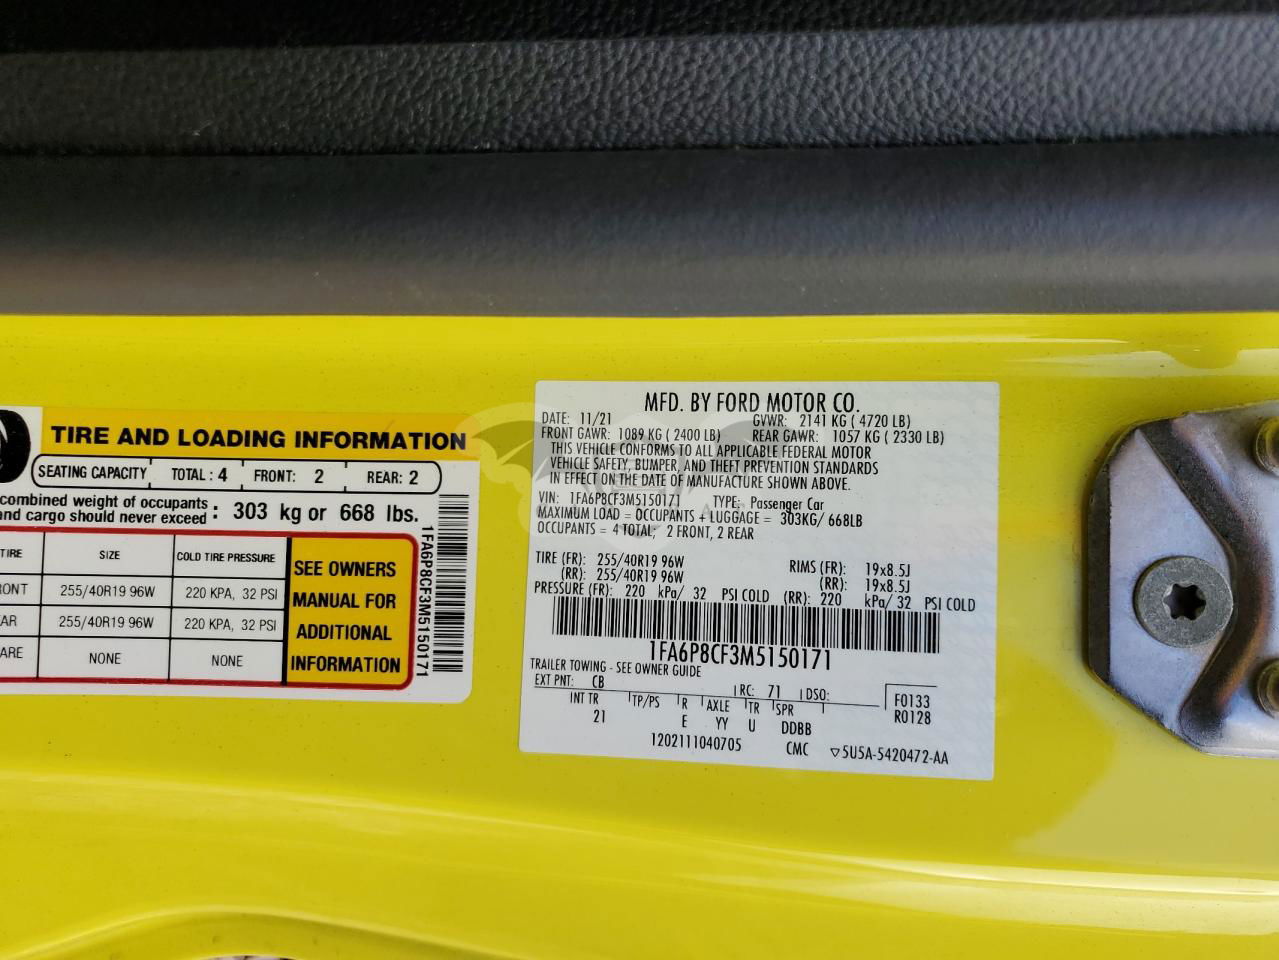 TIRE AND LOADING INFORMATION
SEATING CAPACITY TOTAL : 4 FRONT: 2 REAR: 2
combined weight of occupants
and cargo should never exceed : 303 kg or 668 lbs.
SIZE COLD TIRE PRESSURE
255/40R19 96W 220 KPA, 32 PSI
255/40R19 96W 220 KPA, 32 PSI
NONE NONE
SEE OWNERS
MANUAL FOR
ADDITIONAL
INFORMATION
1FA6P8CF3M5150171
MFD. BY FORD MOTOR CO.
DATE: 11/21 GVWR: 2141 KG ( 4720 LB)
FRONT GAWR: 1089 KG ( 2400 LB) REAR GAWR: 1057 KG ( 2330 LB)
THIS VEHICLE CONFORMS TO ALL APPLICABLE FEDERAL MOTOR
VEHICLE SAFETY, BUMPER, AND THEFT PREVENTION STANDARDS
IN EFFECT ON THE DATE OF MANUFACTURE SHOWN ABOVE.
VIN: 1FA6P8CF3M5150171 TYPE: Passenger Car
MAXIMUM LOAD = OCCUPANTS + LUGGAGE = 303KG/ 668LB
OCCUPANTS = 4 TOTAL; 2 FRONT, 2 REAR
TIRE (FR): 255/40R19 96W RIMS (FR): 19x8.5J
(RR): 255/40R19 96W (RR): 19x8.5J
PRESSURE (FR): 220 kPa/ 32 PSI COLD (RR): 220 kPa/ 32 PSI COLD
1FA6P8CF3M5150171
TRAILER TOWING - SEE OWNER GUIDE
EXT PNT: CB RC: 71 DSO: F0133
INT TR TP/PS R AXLE TR SPR R0128
21 E YY U DDBB
1202111040705 CMC ▽5U5A-5420472-AA